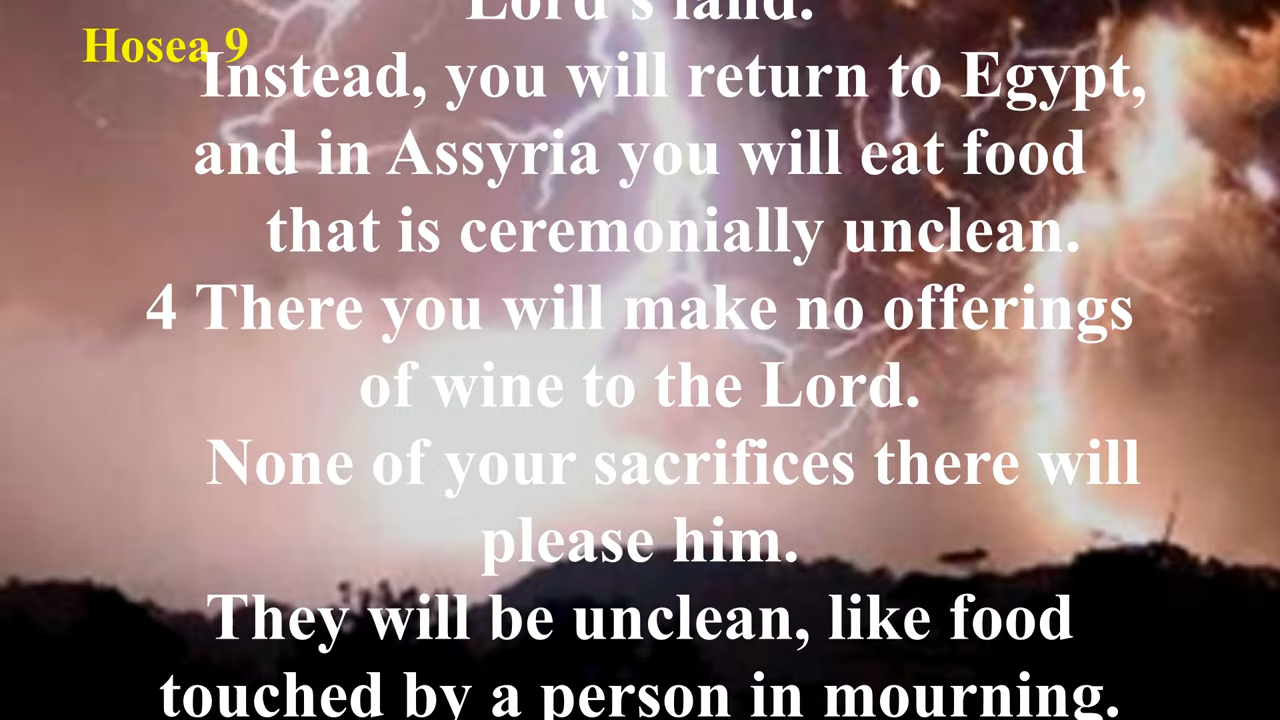 Lord's land.
Hosea 9
Instead, you will return to Egypt,
and in Assyria you will eat food
that is ceremonially unclean.
4 There you will make no offerings
of wine to the Lord.
None of your sacrifices there will
please him.
They will be unclean, like food
touched by a person in mourning.